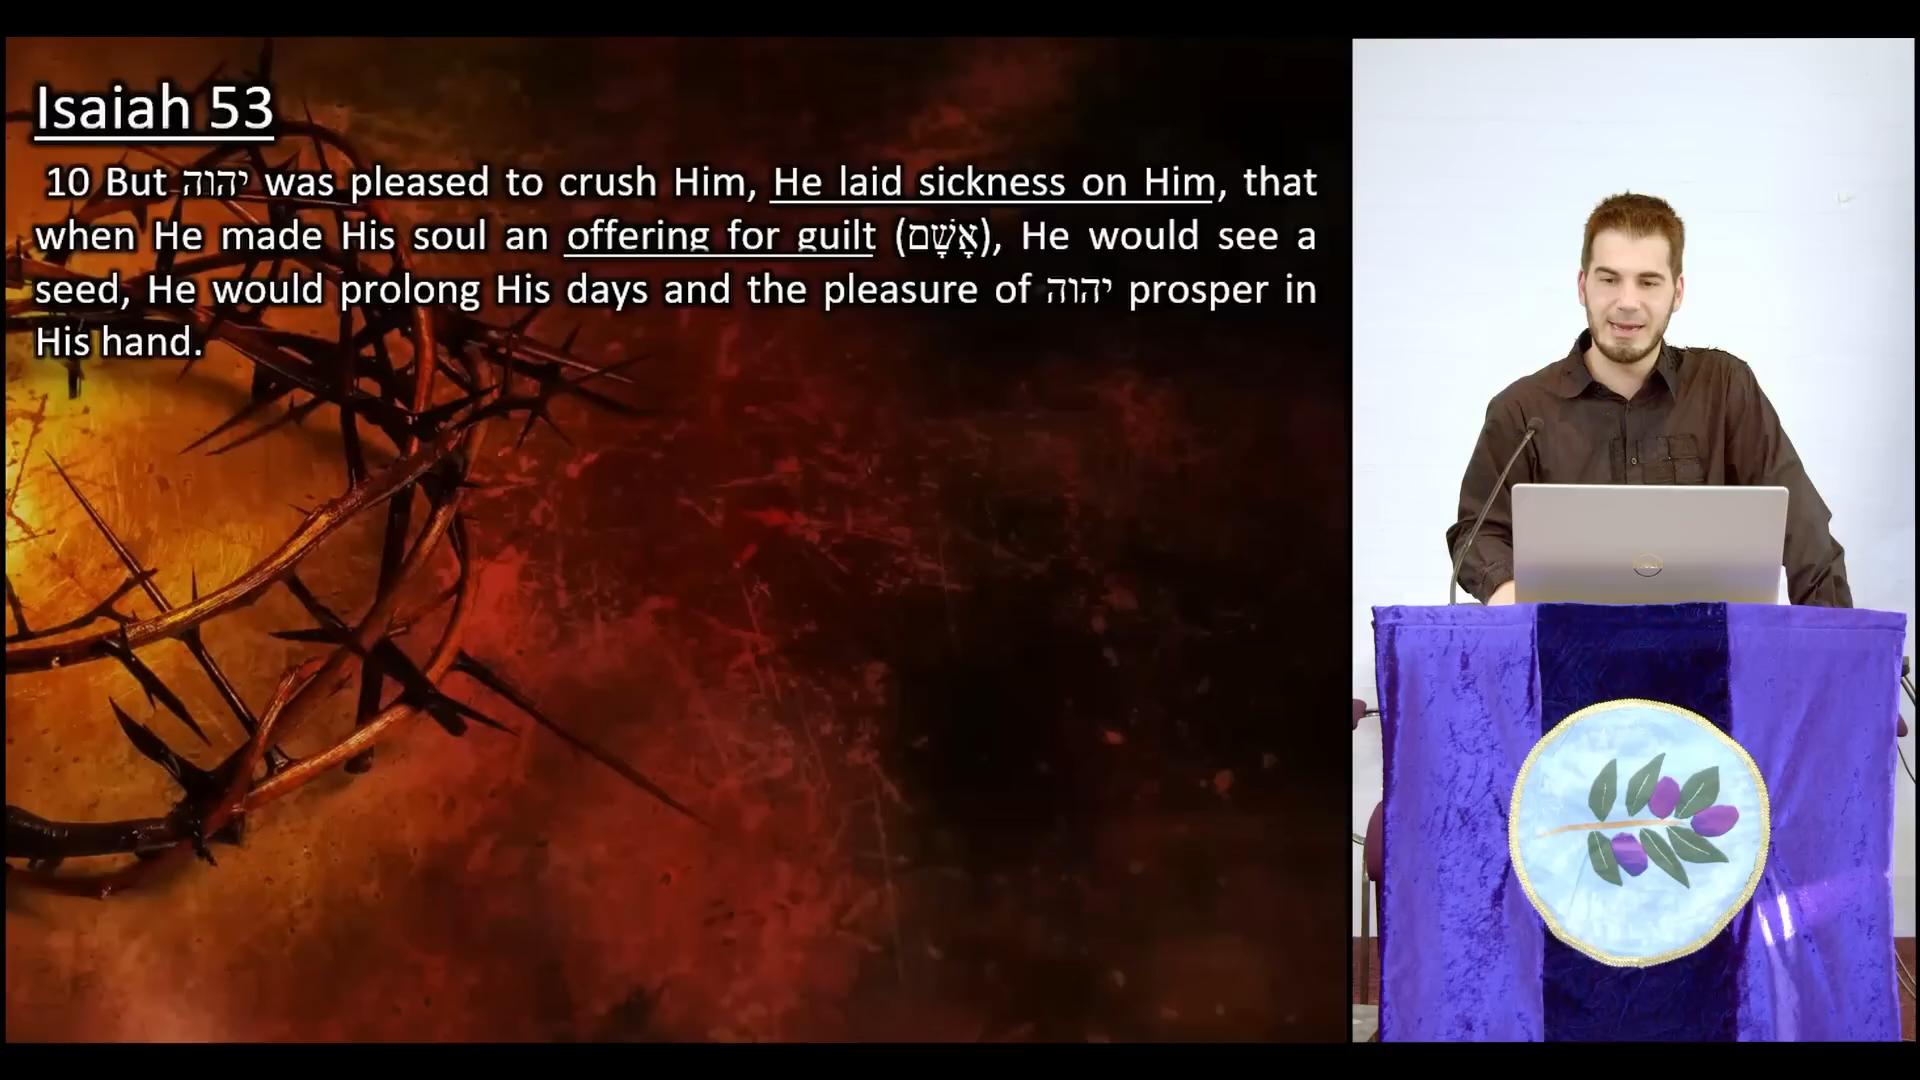 Isaiah 53
10 But יהוה was pleased to crush Him, He laid sickness on Him, that
when He made His soul an offering for guilt (אָשָׁם), He would see a
seed, He would prolong His days and the pleasure of יהוה prosper in
His hand.